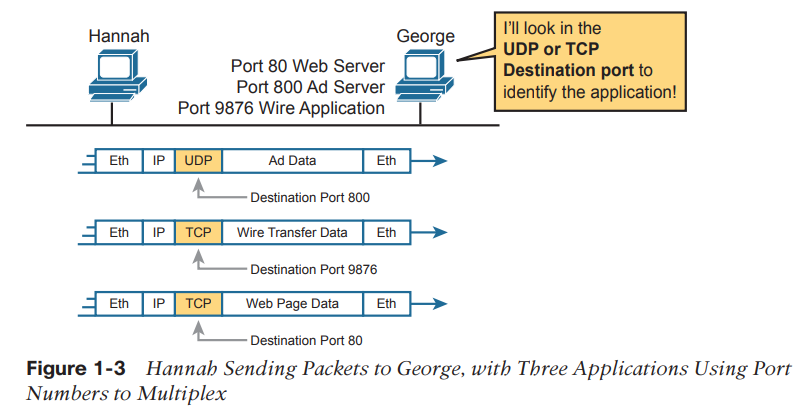 Hannah
George
Port 80 Web Server
Port 800 Ad Server
Port 9876 Wire Application
I'll look in the
UDP or TCP
Destination port to
identify the application!
Eth IP UDP Ad Data Eth
Destination Port 800
Eth IP TCP Wire Transfer Data Eth
Destination Port 9876
Eth IP TCP Web Page Data Eth
Destination Port 80
Figure 1-3 Hannah Sending Packets to George, with Three Applications Using Port
Numbers to Multiplex